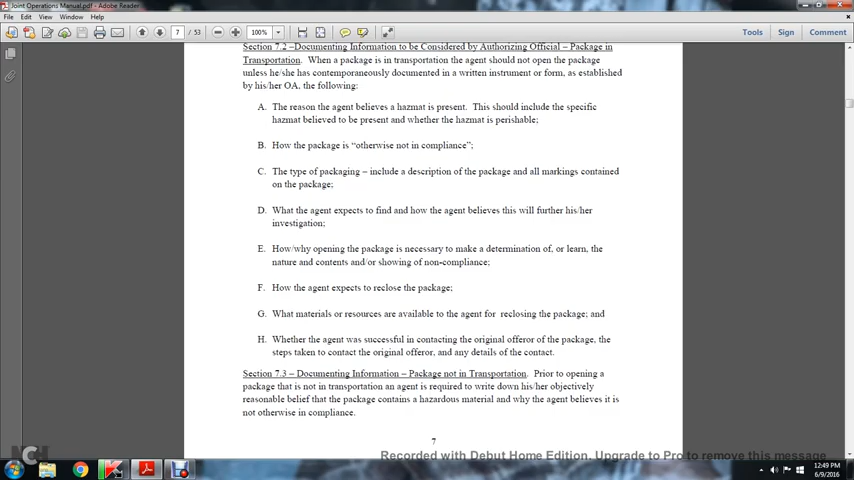 Joint Operations Manual.pdf - Adobe Reader
File Edit View Window Help
7 / 53 100% Tools Sign Comment
Section 7.2 –Documenting Information to be Considered by Authorizing Official – Package in
Transportation. When a package is in transportation the agent should not open the package
unless he/she has contemporaneously documented in a written instrument or form, as established
by his/her OA, the following:
A. The reason the agent believes a hazmat is present. This should include the specific
hazmat believed to be present and whether the hazmat is perishable;
B. How the package is “otherwise not in compliance”;
C. The type of packaging – include a description of the package and all markings contained
on the package;
D. What the agent expects to find and how the agent believes this will further his/her
investigation;
E. How/why opening the package is necessary to make a determination of, or learn, the
nature and contents and/or showing of non-compliance;
F. How the agent expects to reclose the package;
G. What materials or resources are available to the agent for reclosing the package; and
H. Whether the agent was successful in contacting the original offeror of the package, the
steps taken to contact the original offeror, and any details of the contact.
Section 7.3 – Documenting Information – Package not in Transportation. Prior to opening a
package that is not in transportation an agent is required to write down his/her objectively
reasonable belief that the package contains a hazardous material and why the agent believes it is
not otherwise in compliance.
7
NCH
Recorded with Debut Home Edition. Upgrade to Pro to remove this message
12:49 PM
6/9/2016